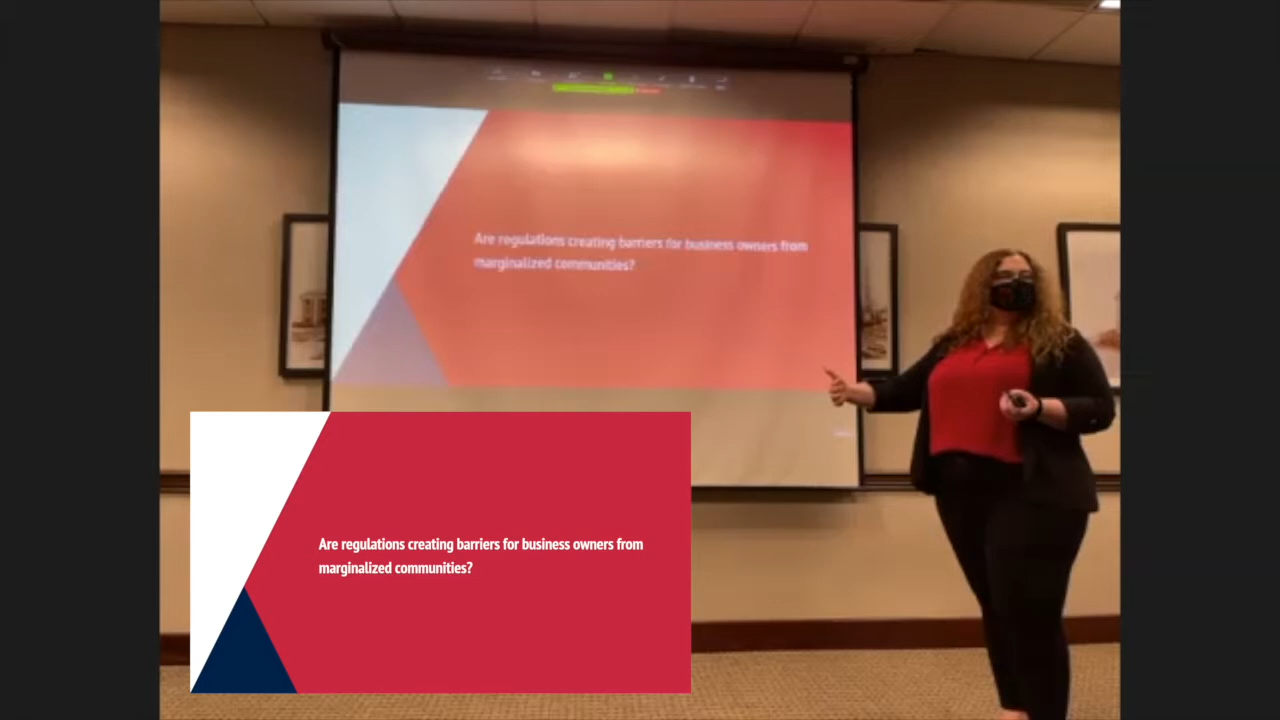 Are regulations creating barriers for business owners from
marginalized communities?
Are regulations creating barriers for business owners from
marginalized communities?